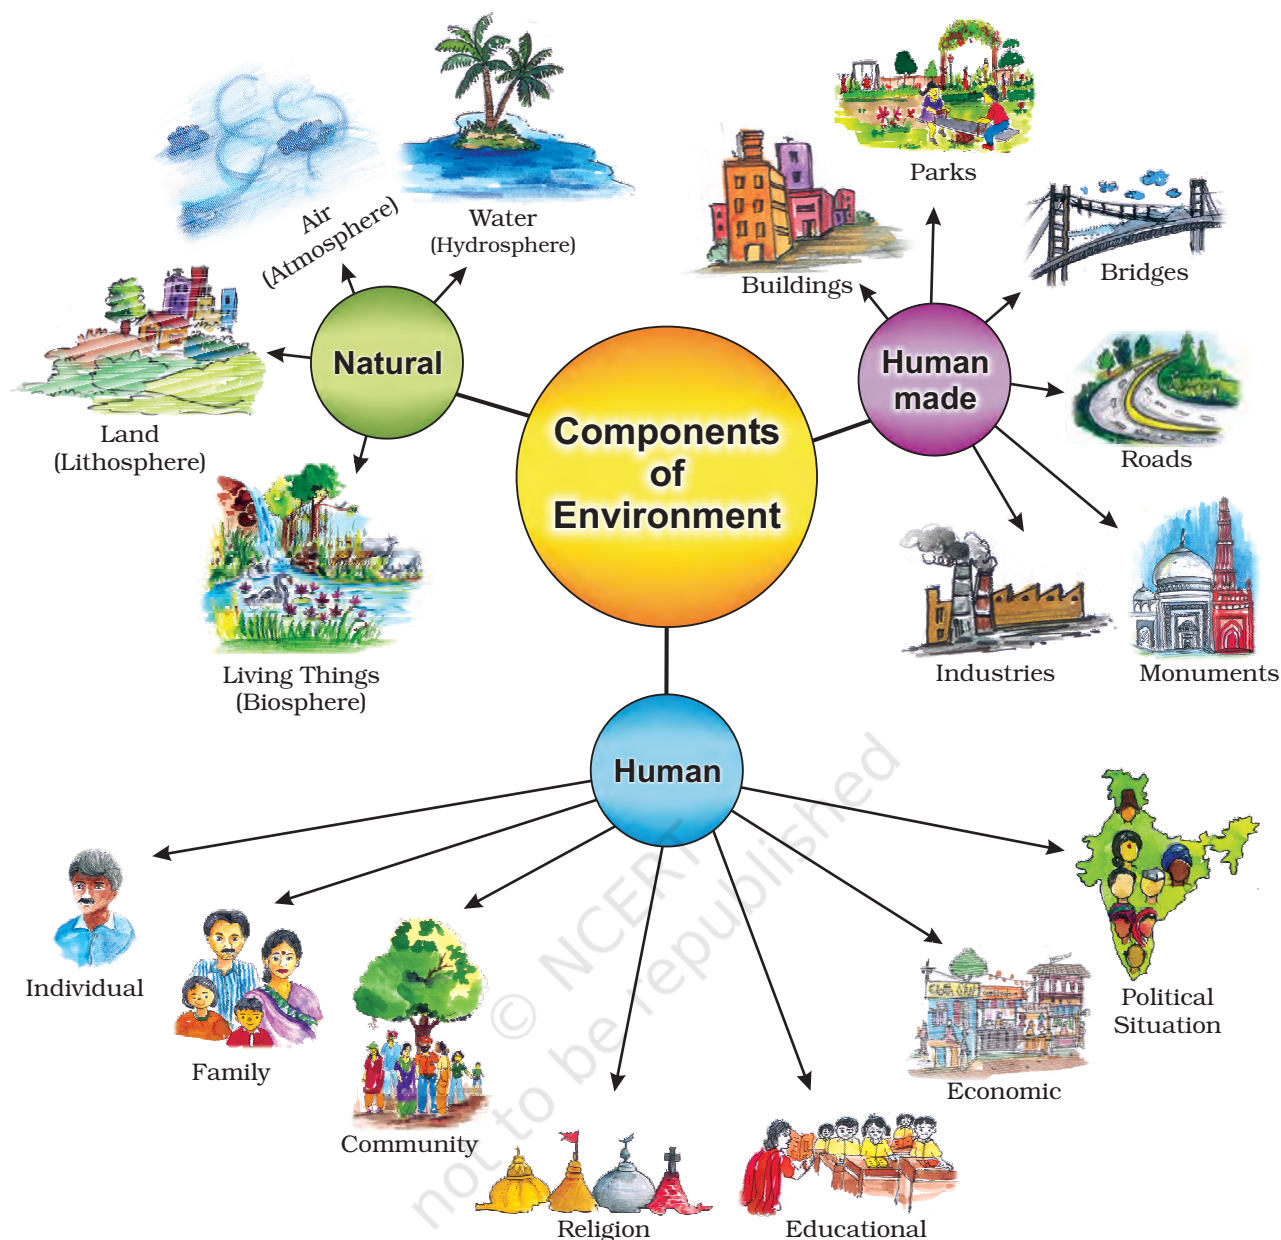 Air
(Atmosphere)
Water
(Hydrosphere)
Land
(Lithosphere)
Living Things
(Biosphere)
Natural
Components
of
Environment
Human
made
Buildings
Parks
Bridges
Roads
Industries
Monuments
Human
Individual
Family
Community
Religion
Educational
Economic
Political
Situation
© NCERT
not to be republished